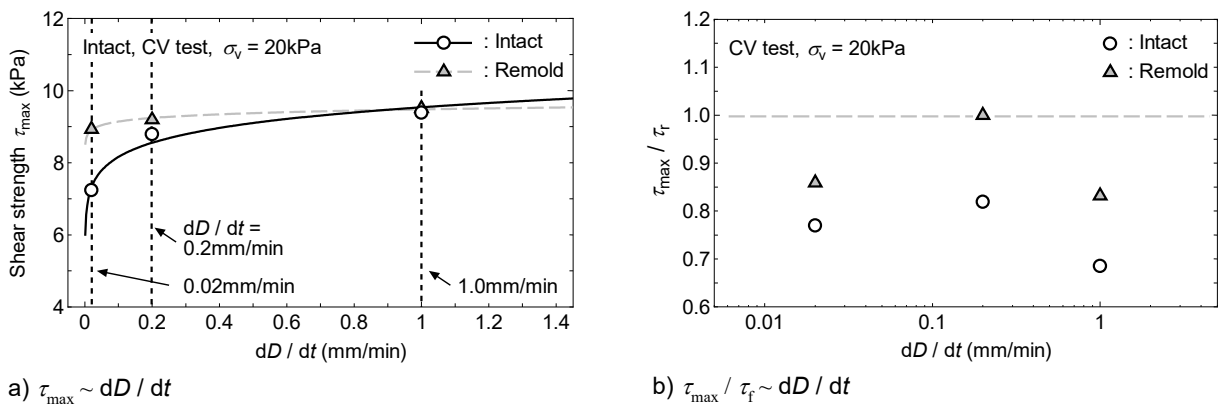 12
10
8
6
4
Shear strength τmax (kPa)
Intact, CV test, σv = 20kPa
: Intact
: Remold
dD / dt =
0.2mm/min
0.02mm/min
1.0mm/min
0 0.2 0.4 0.6 0.8 1 1.2 1.4
dD / dt (mm/min)
a) τmax ~ dD / dt
1.2
1.1
1.0
0.9
0.8
0.7
0.6
τmax / τr
CV test, σv = 20kPa
: Intact
: Remold
0.01 0.1 1
dD / dt (mm/min)
b) τmax / τf ~ dD / dt